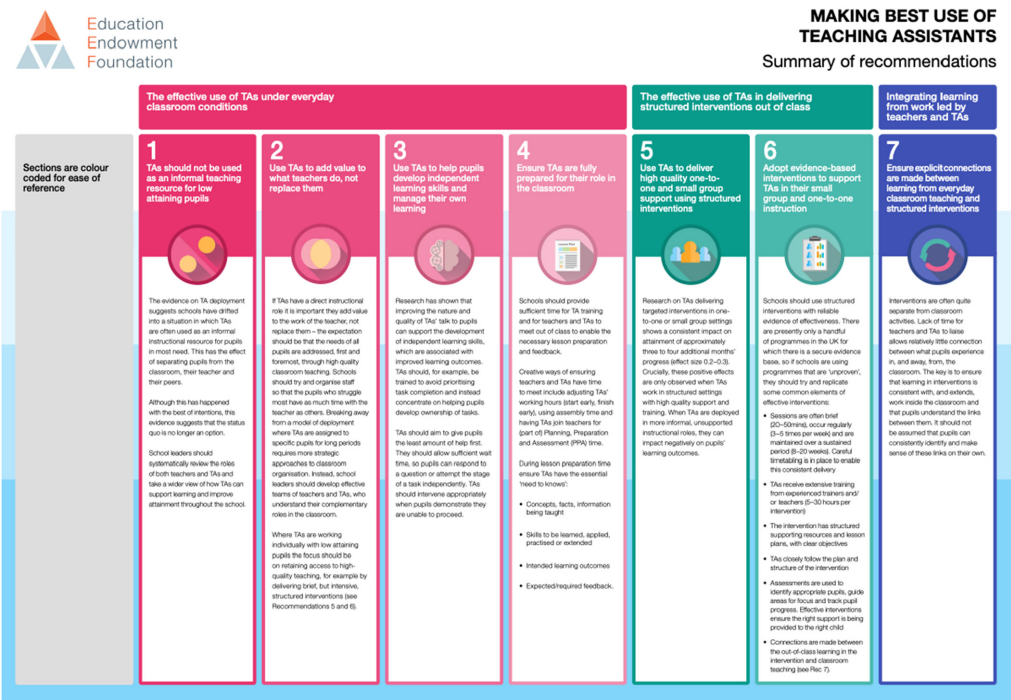 Education
Endowment
Foundation
MAKING BEST USE OF
TEACHING ASSISTANTS
Summary of recommendations
The effective use of TAs under everyday
classroom conditions
The effective use of TAs in delivering
structured interventions out of class
Integrating learning
from work led by
teachers and TAs
Sections are colour
coded for ease of
reference
1
TAs should not be used
as an informal teaching
resource for low
attaining pupils
The evidence on TA deployment
suggests schools have drifted
into a situation in which TAs
are often used as an informal
instructional resource for pupils
in most need. This has the effect
of separating pupils from the
classroom, their teacher and
their peers.
Although this has happened
with the best of intentions, this
evidence suggests that the status
quo is no longer an option.
School leaders should
systematically review the roles
of both teachers and TAs and
take a wider view of how TAs can
support learning and improve
attainment throughout the school.
2
Use TAs to add value to
what teachers do, not
replace them
If TAs have a direct instructional
role it is important they add value
to the work of the teacher, not
replace them – the expectation
should be that the needs of all
pupils are addressed, first and
foremost, through high quality
classroom teaching. Schools
should try and organise staff
so that the pupils who struggle
most have as much time with the
teacher as others. Breaking away
from a model of deployment
where TAs are assigned to
specific pupils for long periods
requires more strategic
approaches to classroom
organisation. Instead, school
leaders should develop effective
teams of teachers and TAs, who
understand their complementary
roles in the classroom.
Where TAs are working
individually with low attaining
pupils the focus should be
on retaining access to high-
quality teaching, for example by
delivering brief, but intensive,
structured interventions (see
Recommendations 5 and 6).
3
Use TAs to help pupils
develop independent
learning skills and
manage their own
learning
Research has shown that
improving the nature and
quality of TAs' talk to pupils
can support the development
of independent learning skills,
which are associated with
improved learning outcomes.
TAs should, for example, be
trained to avoid prioritising
task completion and instead
concentrate on helping pupils
develop ownership of tasks.
TAs should aim to give pupils
the least amount of help first.
They should allow sufficient wait
time, so pupils can respond to
a question or attempt the stage
of a task independently. TAs
should intervene appropriately
when pupils demonstrate they
are unable to proceed.
4
Ensure TAs are fully
prepared for their role in
the classroom
Lesson Plan
Schools should provide
sufficient time for TA training
and for teachers and TAs to
meet out of class to enable the
necessary lesson preparation
and feedback.
Creative ways of ensuring
teachers and TAs have time
to meet include adjusting TAs'
working hours (start early, finish
early), using assembly time and
having TAs join teachers for
(part of) Planning, Preparation
and Assessment (PPA) time.
During lesson preparation time
ensure TAs have the essential
'need to knows':
• Concepts, facts, information
being taught
• Skills to be learned, applied,
practised or extended
• Intended learning outcomes
• Expected/required feedback.
5
Use TAs to deliver
high quality one-to-
one and small group
support using structured
interventions
Research on TAs delivering
targeted interventions in one-
to-one or small group settings
shows a consistent impact on
attainment of approximately
three to four additional months'
progress (effect size 0.2–0.3).
Crucially, these positive effects
are only observed when TAs
work in structured settings
with high quality support and
training. When TAs are deployed
in more informal, unsupported
instructional roles, they can
impact negatively on pupils'
learning outcomes.
6
Adopt evidence-based
interventions to support
TAs in their small
group and one-to-one
instruction
Schools should use structured
interventions with reliable
evidence of effectiveness. There
are presently only a handful
of programmes in the UK for
which there is a secure evidence
base, so if schools are using
programmes that are 'unproven',
they should try and replicate
some common elements of
effective interventions:
• Sessions are often brief
(20–50mins), occur regularly
(3–5 times per week) and are
maintained over a sustained
period (8–20 weeks). Careful
timetabling is in place to enable
this consistent delivery
• TAs receive extensive training
from experienced trainers and/
or teachers (5–30 hours per
intervention)
• The intervention has structured
supporting resources and lesson
plans, with clear objectives
• TAs closely follow the plan and
structure of the intervention
• Assessments are used to
identify appropriate pupils, guide
areas for focus and track pupil
progress. Effective interventions
ensure the right support is being
provided to the right child
• Connections are made between
the out-of-class learning in the
intervention and classroom
teaching (see Rec 7).
7
Ensure explicit connections
are made between
learning from everyday
classroom teaching and
structured interventions
Interventions are often quite
separate from classroom
activities. Lack of time for
teachers and TAs to liaise
allows relatively little connection
between what pupils experience
in, and away, from, the
classroom. The key is to ensure
that learning in interventions is
consistent with, and extends,
work inside the classroom and
that pupils understand the links
between them. It should not
be assumed that pupils can
consistently identify and make
sense of these links on their own.